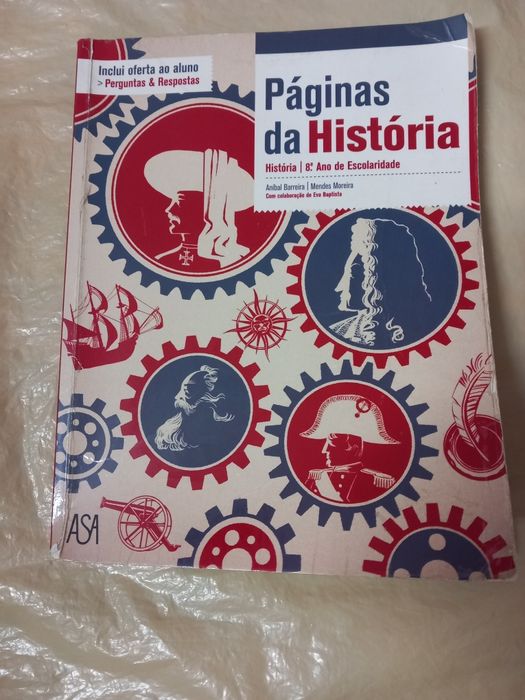 Inclui oferta ao aluno
> Perguntas & Respostas
Páginas
da História
História | 8.º Ano de Escolaridade
Aníbal Barreira | Mendes Moreira
Com colaboração de Eva Baptista
ASA